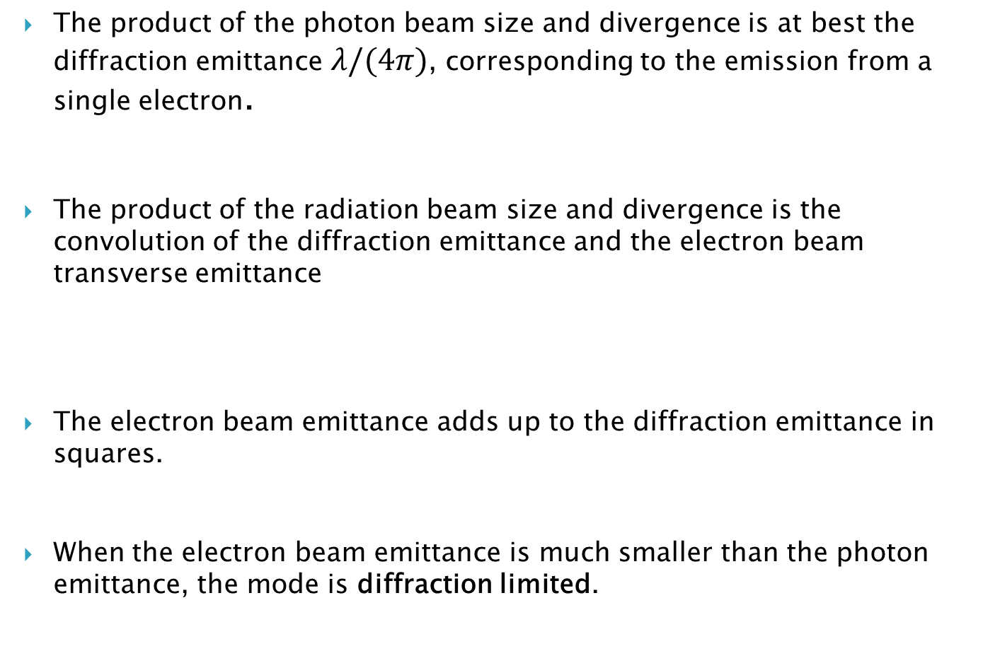 The product of the photon beam size and divergence is at best the
diffraction emittance λ/(4π), corresponding to the emission from a
single electron.
The product of the radiation beam size and divergence is the
convolution of the diffraction emittance and the electron beam
transverse emittance
The electron beam emittance adds up to the diffraction emittance in
squares.
When the electron beam emittance is much smaller than the photon
emittance, the mode is diffraction limited.